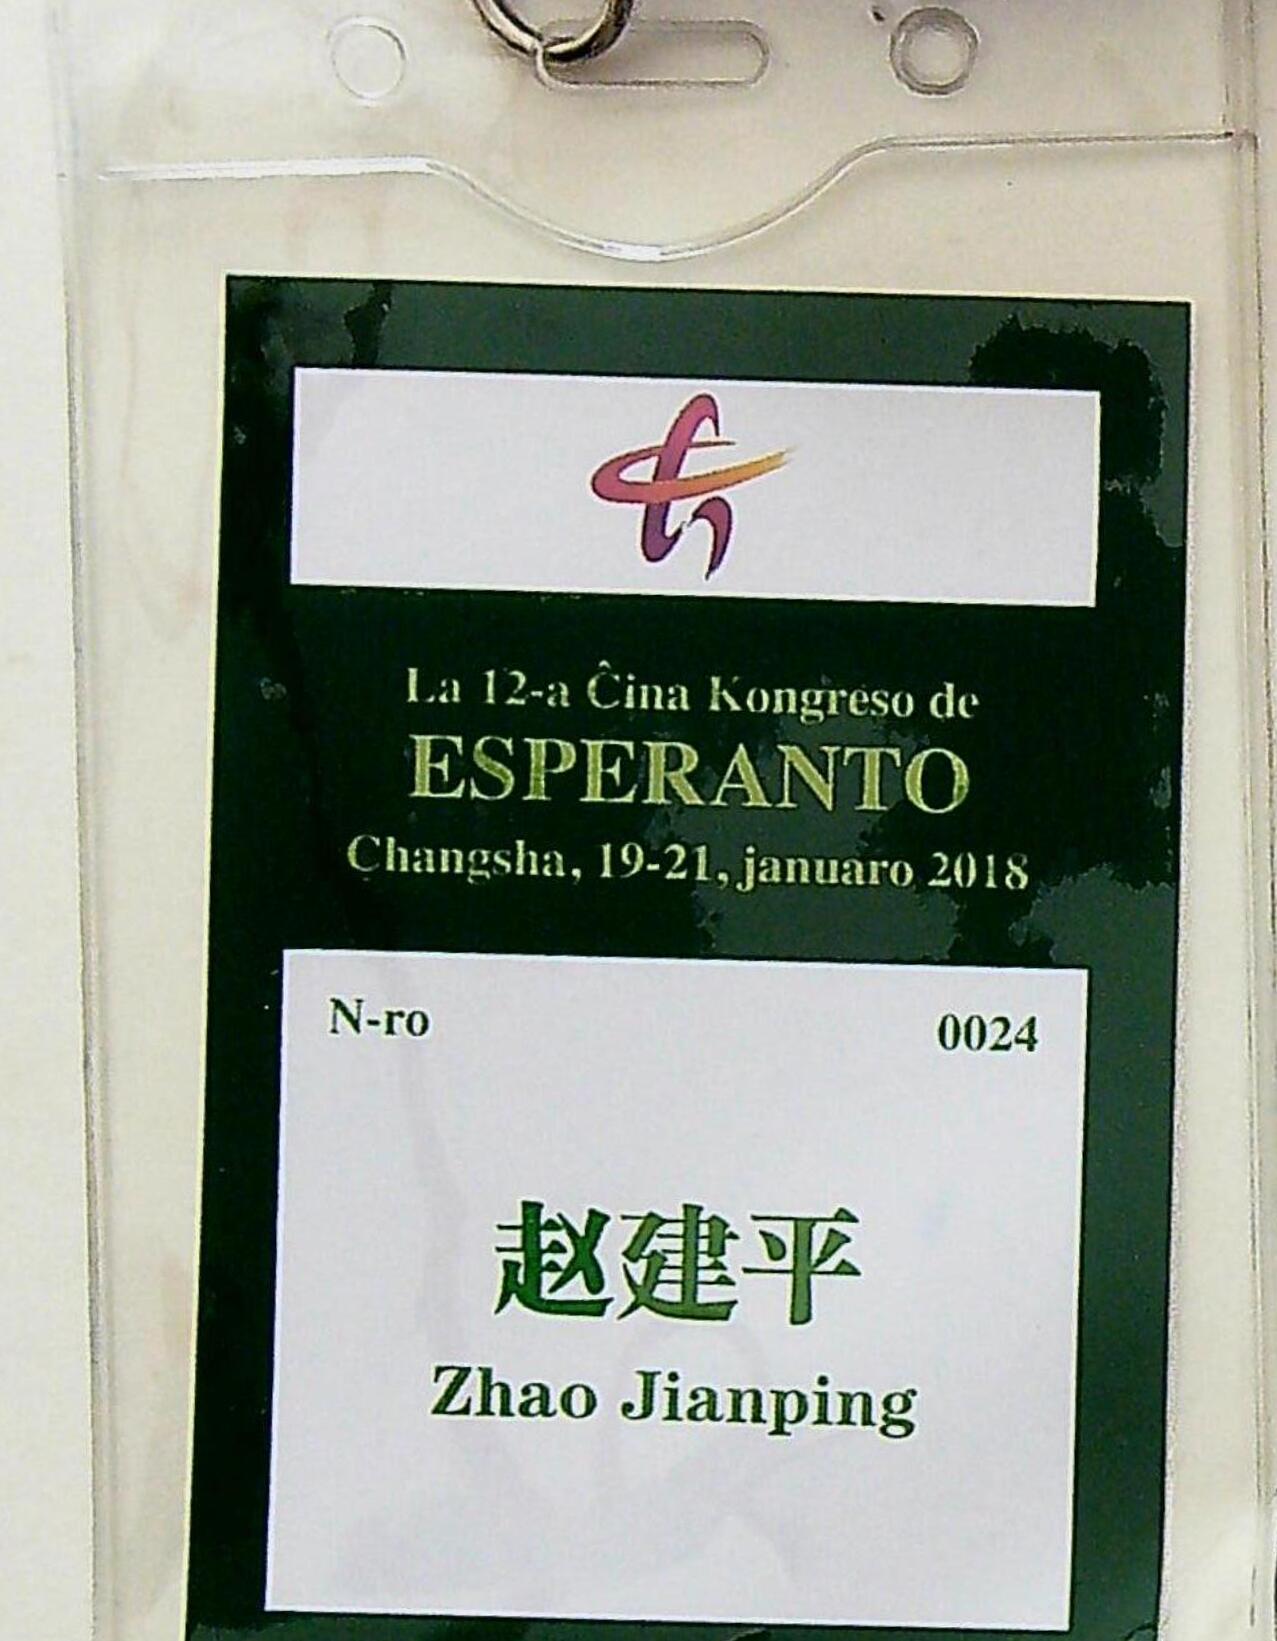 La 12-a Ĉina Kongreso de
ESPERANTO
Changsha, 19-21, januaro 2018
N-ro 0024
赵建平
Zhao Jianping